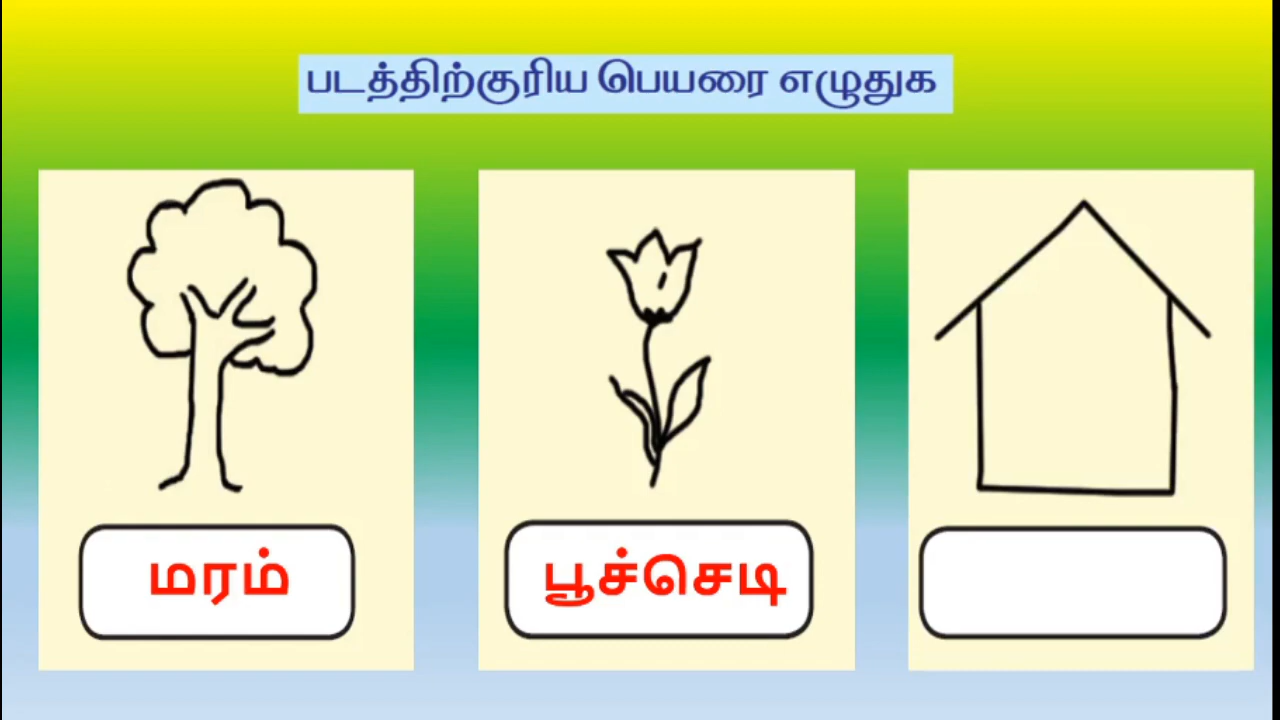 படத்திற்குரிய பெயரை எழுதுக
மரம்
பூச்செடி